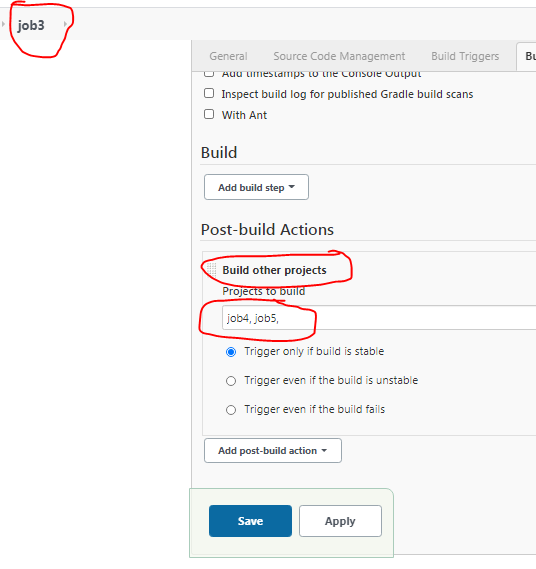 job3
General Source Code Management Build Triggers Bu
Add timestamps to the Console Output
Inspect build log for published Gradle build scans
With Ant
Build
Add build step
Post-build Actions
Build other projects
Projects to build
job4, job5,
Trigger only if build is stable
Trigger even if the build is unstable
Trigger even if the build fails
Add post-build action
Save Apply